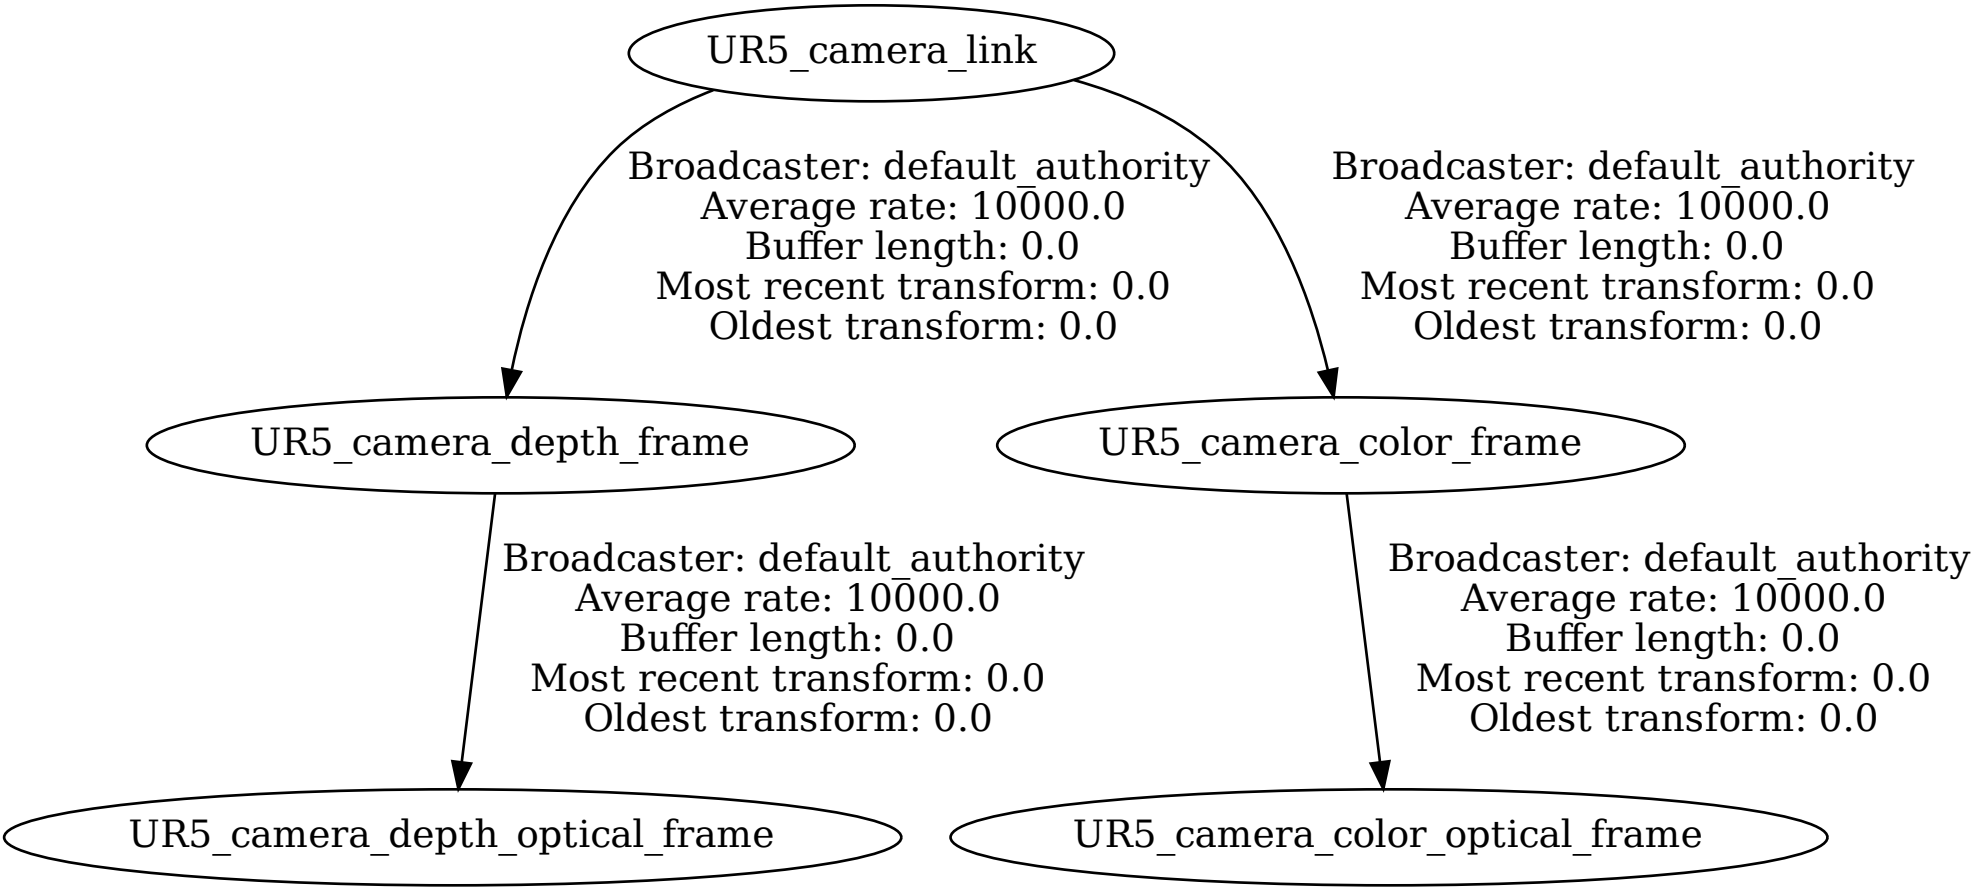 UR5_camera_link
Broadcaster: default_authority
Average rate: 10000.0
Buffer length: 0.0
Most recent transform: 0.0
Oldest transform: 0.0
Broadcaster: default_authority
Average rate: 10000.0
Buffer length: 0.0
Most recent transform: 0.0
Oldest transform: 0.0
UR5_camera_depth_frame
UR5_camera_color_frame
Broadcaster: default_authority
Average rate: 10000.0
Buffer length: 0.0
Most recent transform: 0.0
Oldest transform: 0.0
Broadcaster: default_authority
Average rate: 10000.0
Buffer length: 0.0
Most recent transform: 0.0
Oldest transform: 0.0
UR5_camera_depth_optical_frame
UR5_camera_color_optical_frame